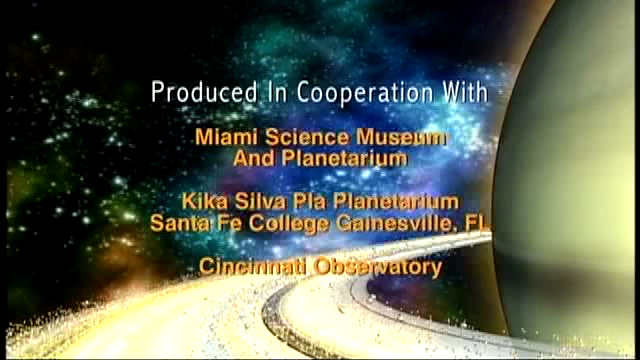 Produced In Cooperation With
Miami Science Museum
And Planetarium
Kika Silva Pla Planetarium
Santa Fe College Gainesville, FL
Cincinnati Observatory